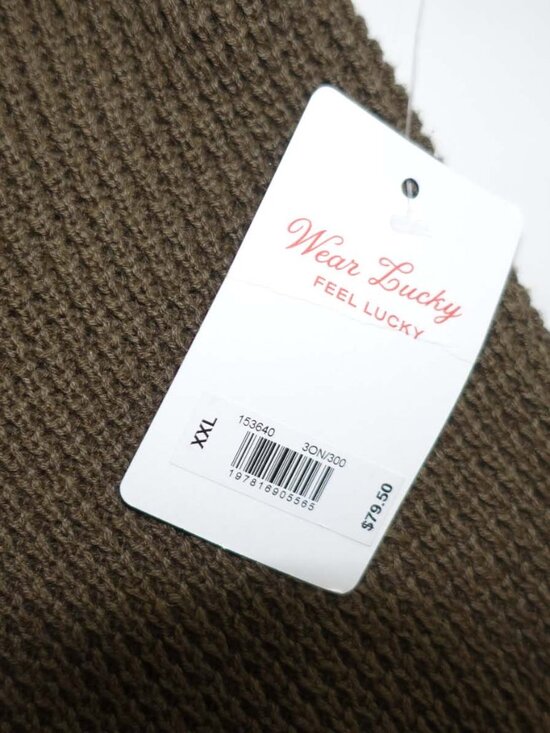 Wear Lucky
FEEL LUCKY
XXL
153640
3ON/300
197816905565
$79.50